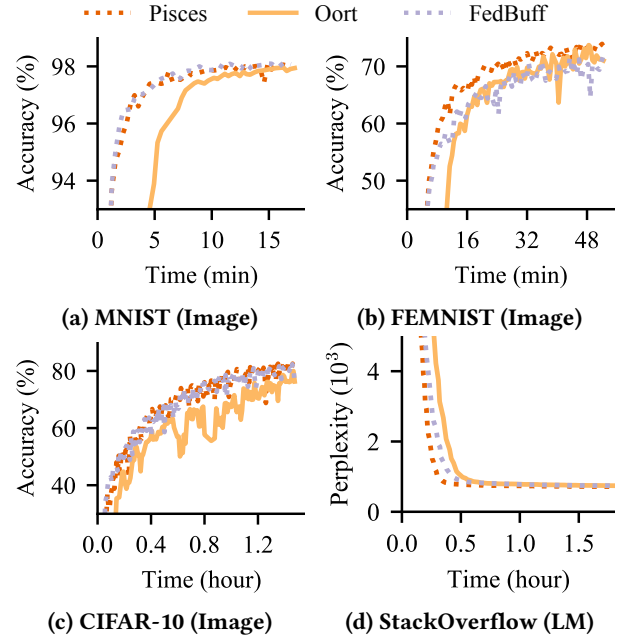 Pisces Oort FedBuff
Accuracy (%)
98
96
94
0 5 10 15
Time (min)
(a) MNIST (Image)
Accuracy (%)
70
60
50
0 16 32 48
Time (min)
(b) FEMNIST (Image)
Accuracy (%)
80
60
40
0.0 0.4 0.8 1.2
Time (hour)
(c) CIFAR-10 (Image)
Perplexity (10³)
4
2
0
0.0 0.5 1.0 1.5
Time (hour)
(d) StackOverflow (LM)